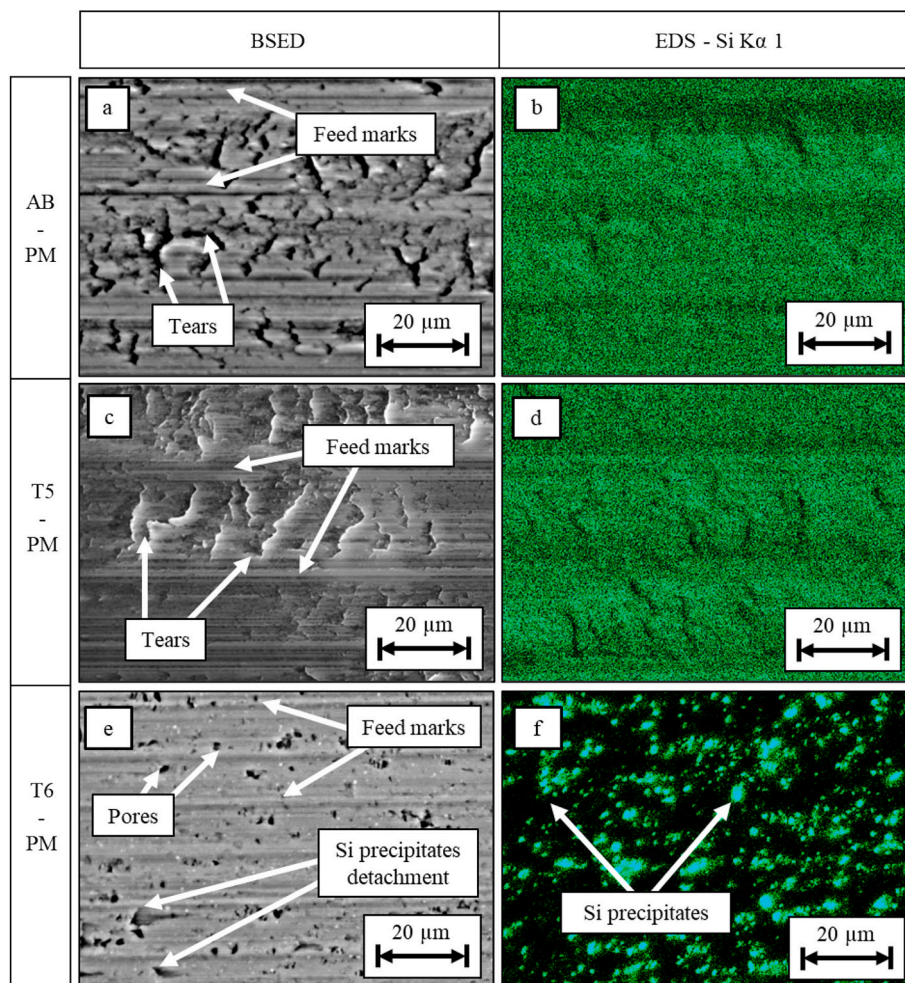 BSED
EDS - Si Kα 1
AB
-
PM
a
Feed marks
Tears
20 µm
b
20 µm
T5
-
PM
c
Feed marks
Tears
20 µm
d
20 µm
T6
-
PM
e
Feed marks
Pores
Si precipitates
detachment
20 µm
f
Si precipitates
20 µm